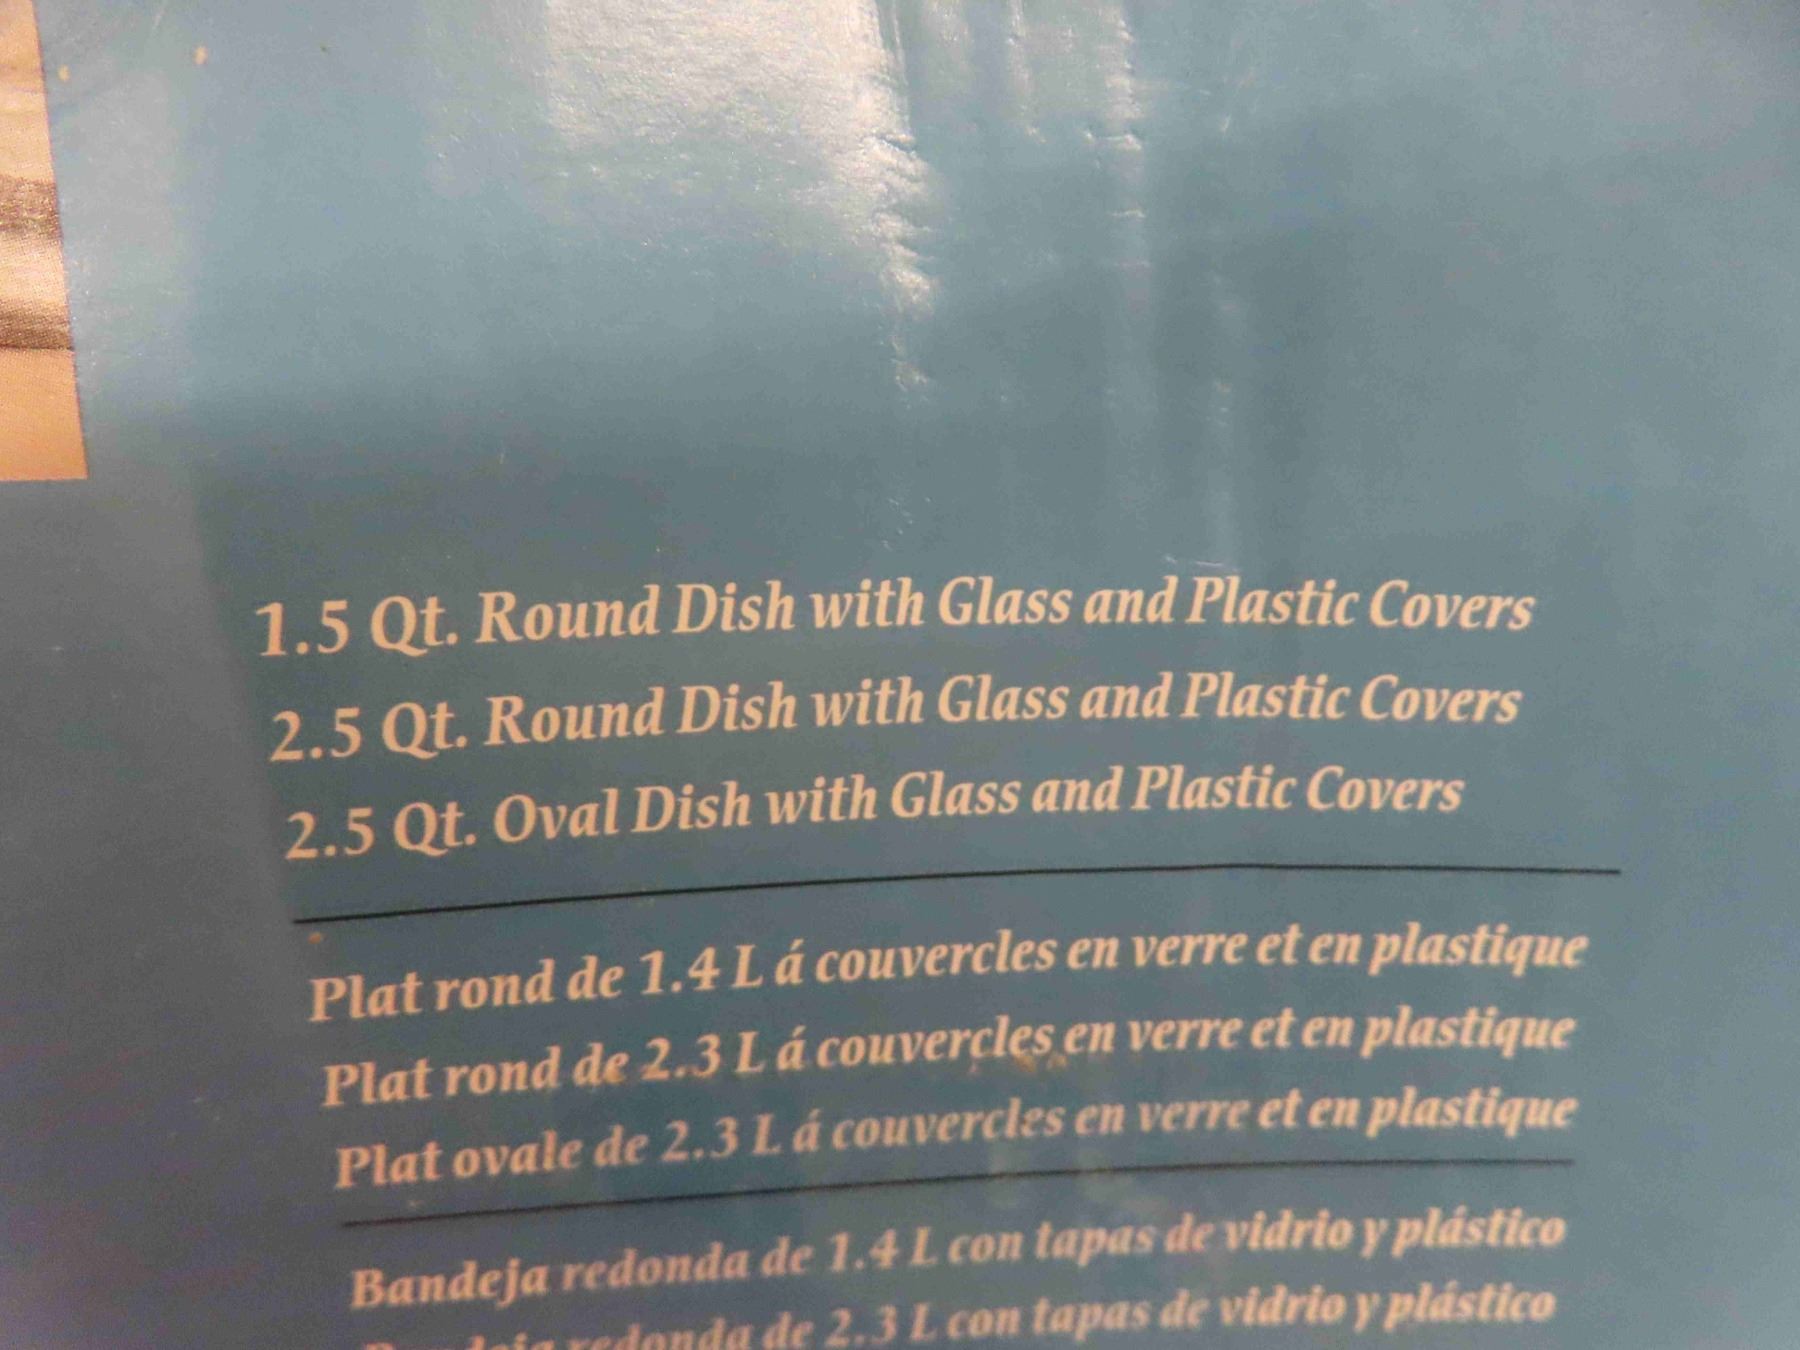 1.5 Qt. Round Dish with Glass and Plastic Covers
2.5 Qt. Round Dish with Glass and Plastic Covers
2.5 Qt. Oval Dish with Glass and Plastic Covers
Plat rond de 1.4 L á couvercles en verre et en plastique
Plat rond de 2.3 L á couvercles en verre et en plastique
Plat ovale de 2.3 L á couvercles en verre et en plastique
Bandeja redonda de 1.4 L con tapas de vidrio y plástico
Bandeja redonda de 2.3 L con tapas de vidrio y plástico